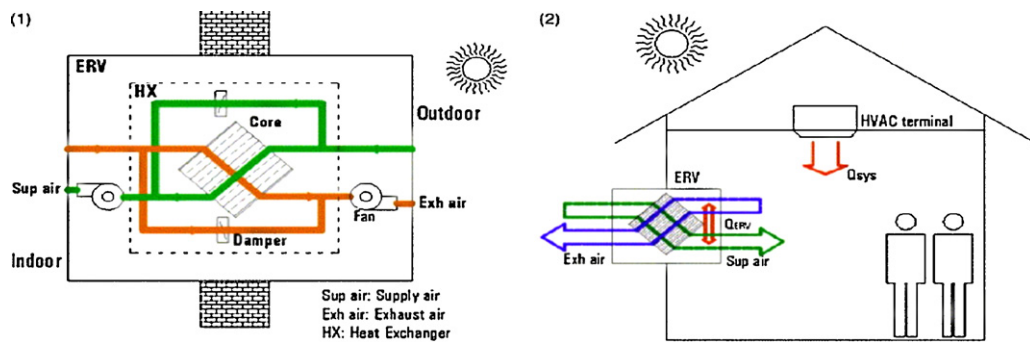 (1)
ERV
HX
Core
Outdoor
Sup air
Fan
Exh air
Damper
Indoor
Sup air: Supply air
Exh air: Exhaust air
HX: Heat Exchanger
(2)
HVAC terminal
Qsys
ERV
QERV
Exh air
Sup air